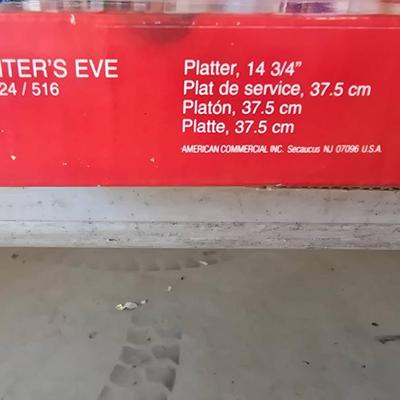 NTER'S EVE
24 / 516
Platter, 14 3/4"
Plat de service, 37.5 cm
Platón, 37.5 cm
Platte, 37.5 cm
AMERICAN COMMERCIAL INC. Secaucus NJ 07096 U.S.A.